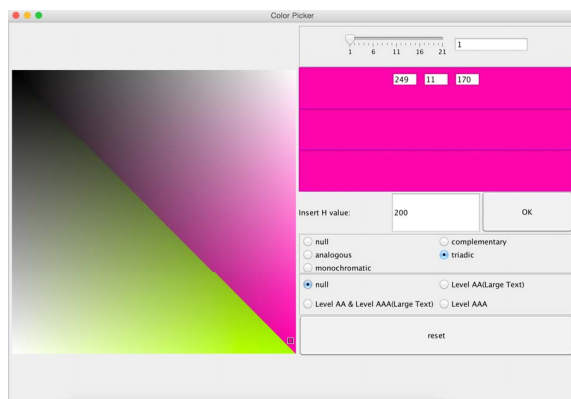 Color Picker
1 6 11 16 21
1
249 11 170
Insert H value: 200 OK
null complementary
analogous triadic
monochromatic
null Level AA(Large Text)
Level AA & Level AAA(Large Text) Level AAA
reset